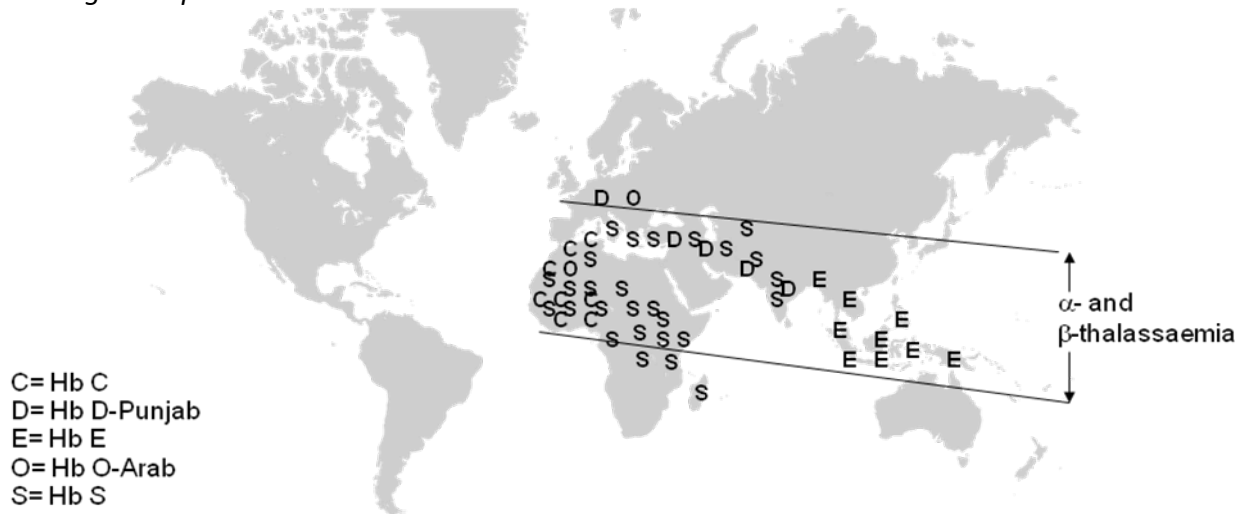 D O
S S
C S S D S
C D S
S S
C O D
S S E
S S S D
C C C S E
S S S S S
C C S E
S E
S S S E
E
S S E E E
S
α- and
β-thalassaemia
C= Hb C
D= Hb D-Punjab
E= Hb E
O= Hb O-Arab
S= Hb S